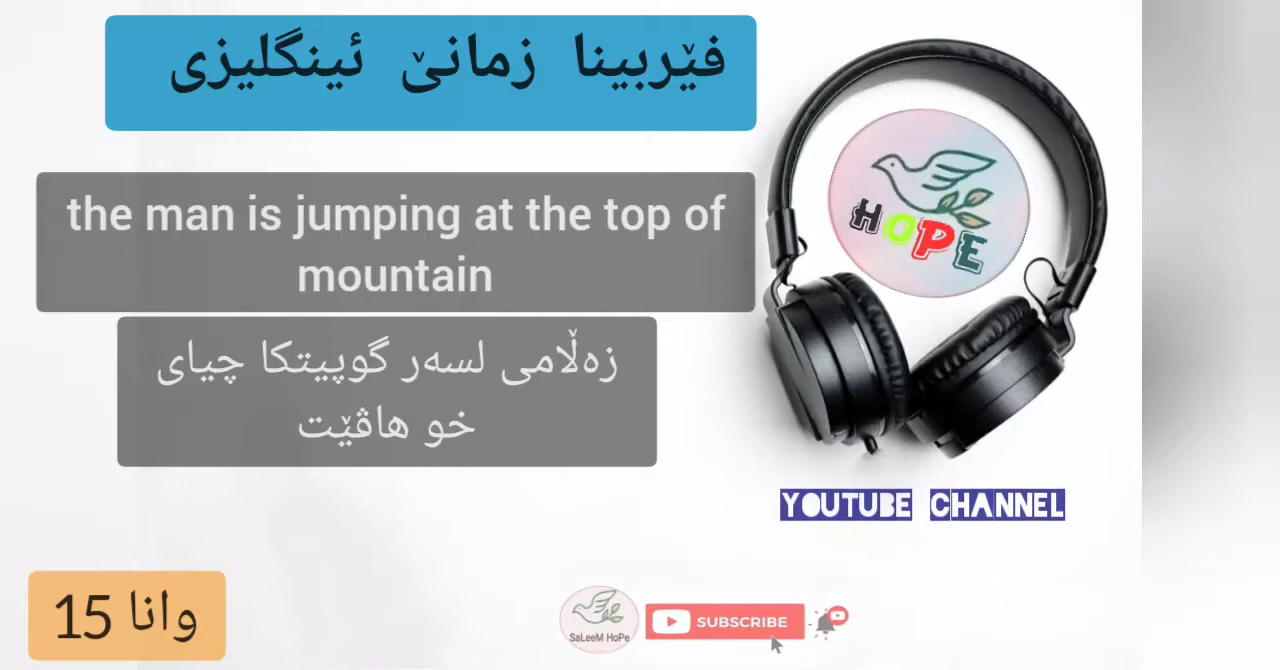 فێربینا زمانێ ئینگلیزی
the man is jumping at the top of
mountain
زەڵامی لسەر گوپیتکا چیای
خو هاڤێت
HOPE
YOUTUBE CHANNEL
وانا 15
SaLeeM HoPe
SUBSCRIBE